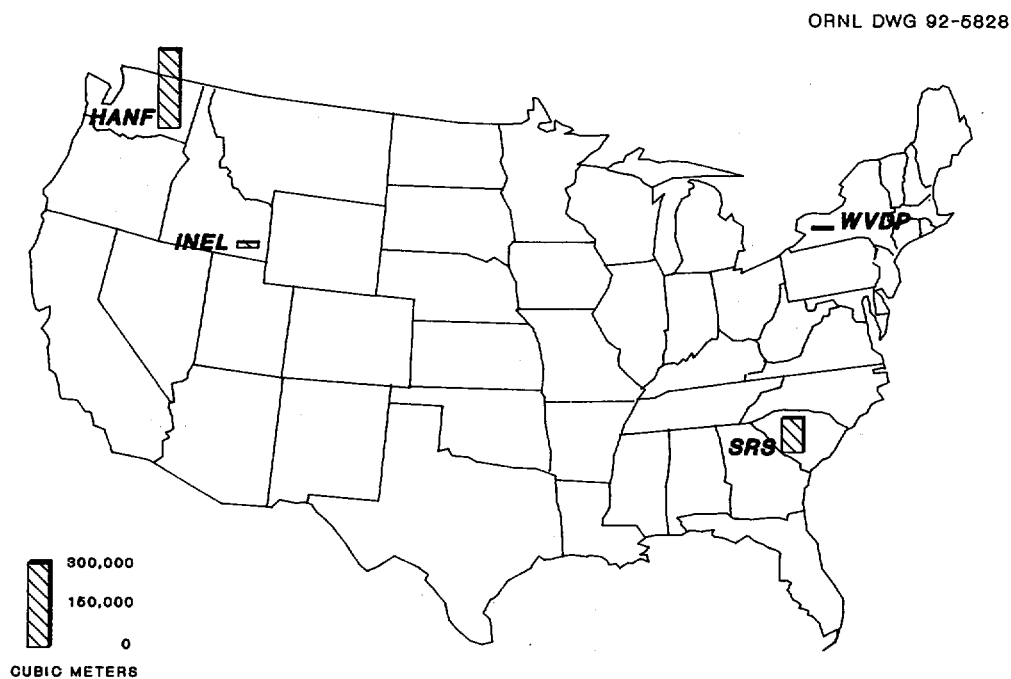 ORNL DWG 92-5828
HANF
INEL
WVDP
SRS
300,000
150,000
0
CUBIC METERS